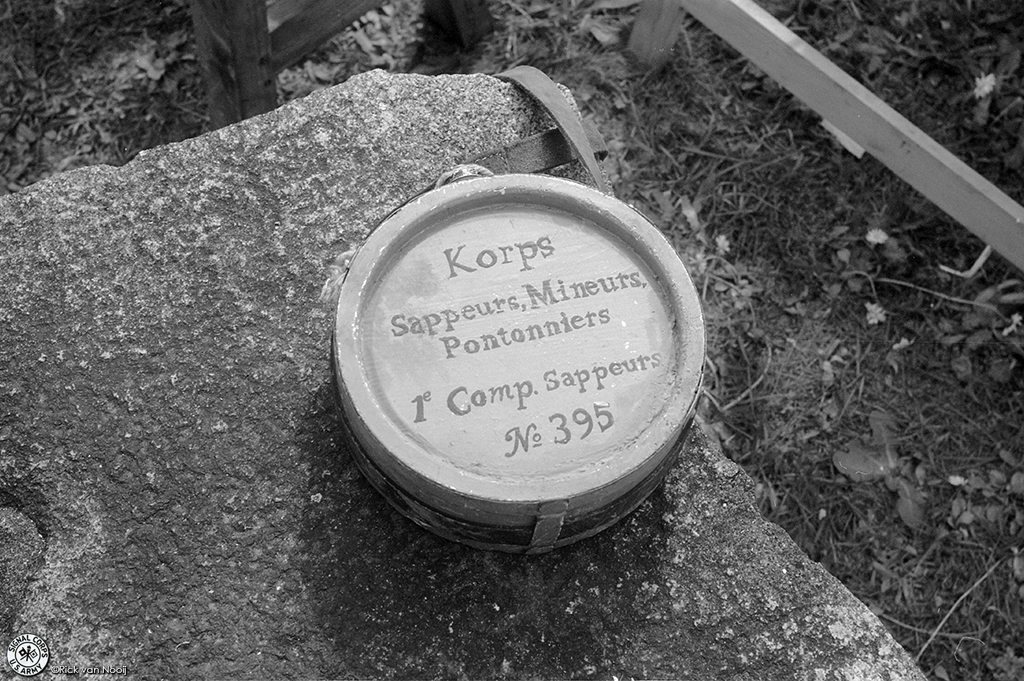 Korps
Sappeurs, Mineurs,
Pontonniers
1e Comp. Sappeurs
No 395
SIGNAL CORPS
U.S. ARMY
©Rick van Nooij